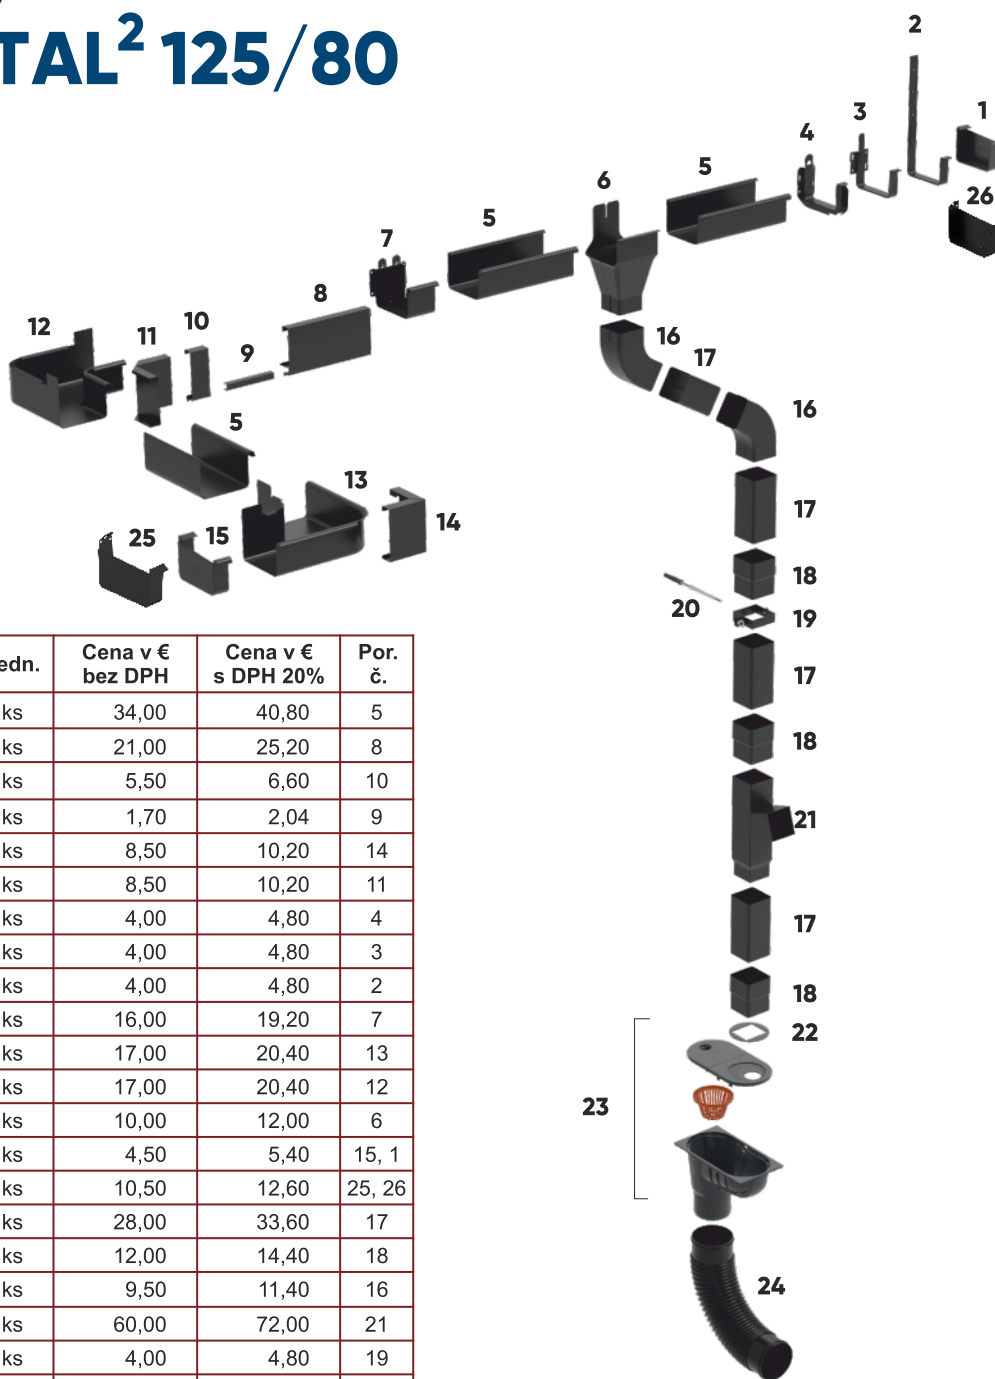 TAL² 125/80
2
1
3
4
5
6
26
5
7
8
12
10
11
9
16
17
16
5
13
17
14
25
15
18
20
19
17
18
21
17
18
22
23
24
edn. Cena v € bez DPH Cena v € s DPH 20% Por. č.
ks 34,00 40,80 5
ks 21,00 25,20 8
ks 5,50 6,60 10
ks 1,70 2,04 9
ks 8,50 10,20 14
ks 8,50 10,20 11
ks 4,00 4,80 4
ks 4,00 4,80 3
ks 4,00 4,80 2
ks 16,00 19,20 7
ks 17,00 20,40 13
ks 17,00 20,40 12
ks 10,00 12,00 6
ks 4,50 5,40 15, 1
ks 10,50 12,60 25, 26
ks 28,00 33,60 17
ks 12,00 14,40 18
ks 9,50 11,40 16
ks 60,00 72,00 21
ks 4,00 4,80 19